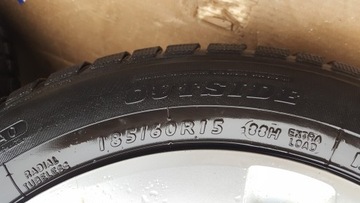 OUTSIDE
185/60R15 88H EXTRA LOAD
RADIAL
TUBELESS